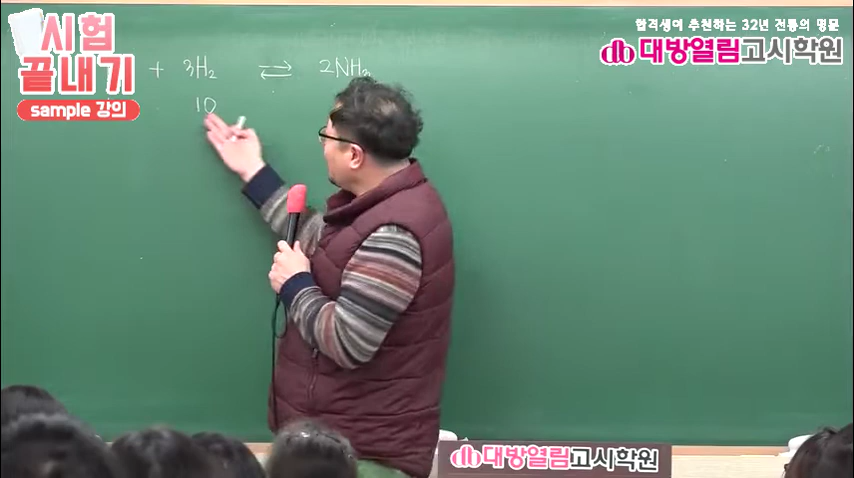 시험
끝내기
sample 강의
합격생이 추천하는 32년 전통의 명문
대방열림고시학원
+ 3H₂ ⇌ 2NH₃
10
대방열림고시학원